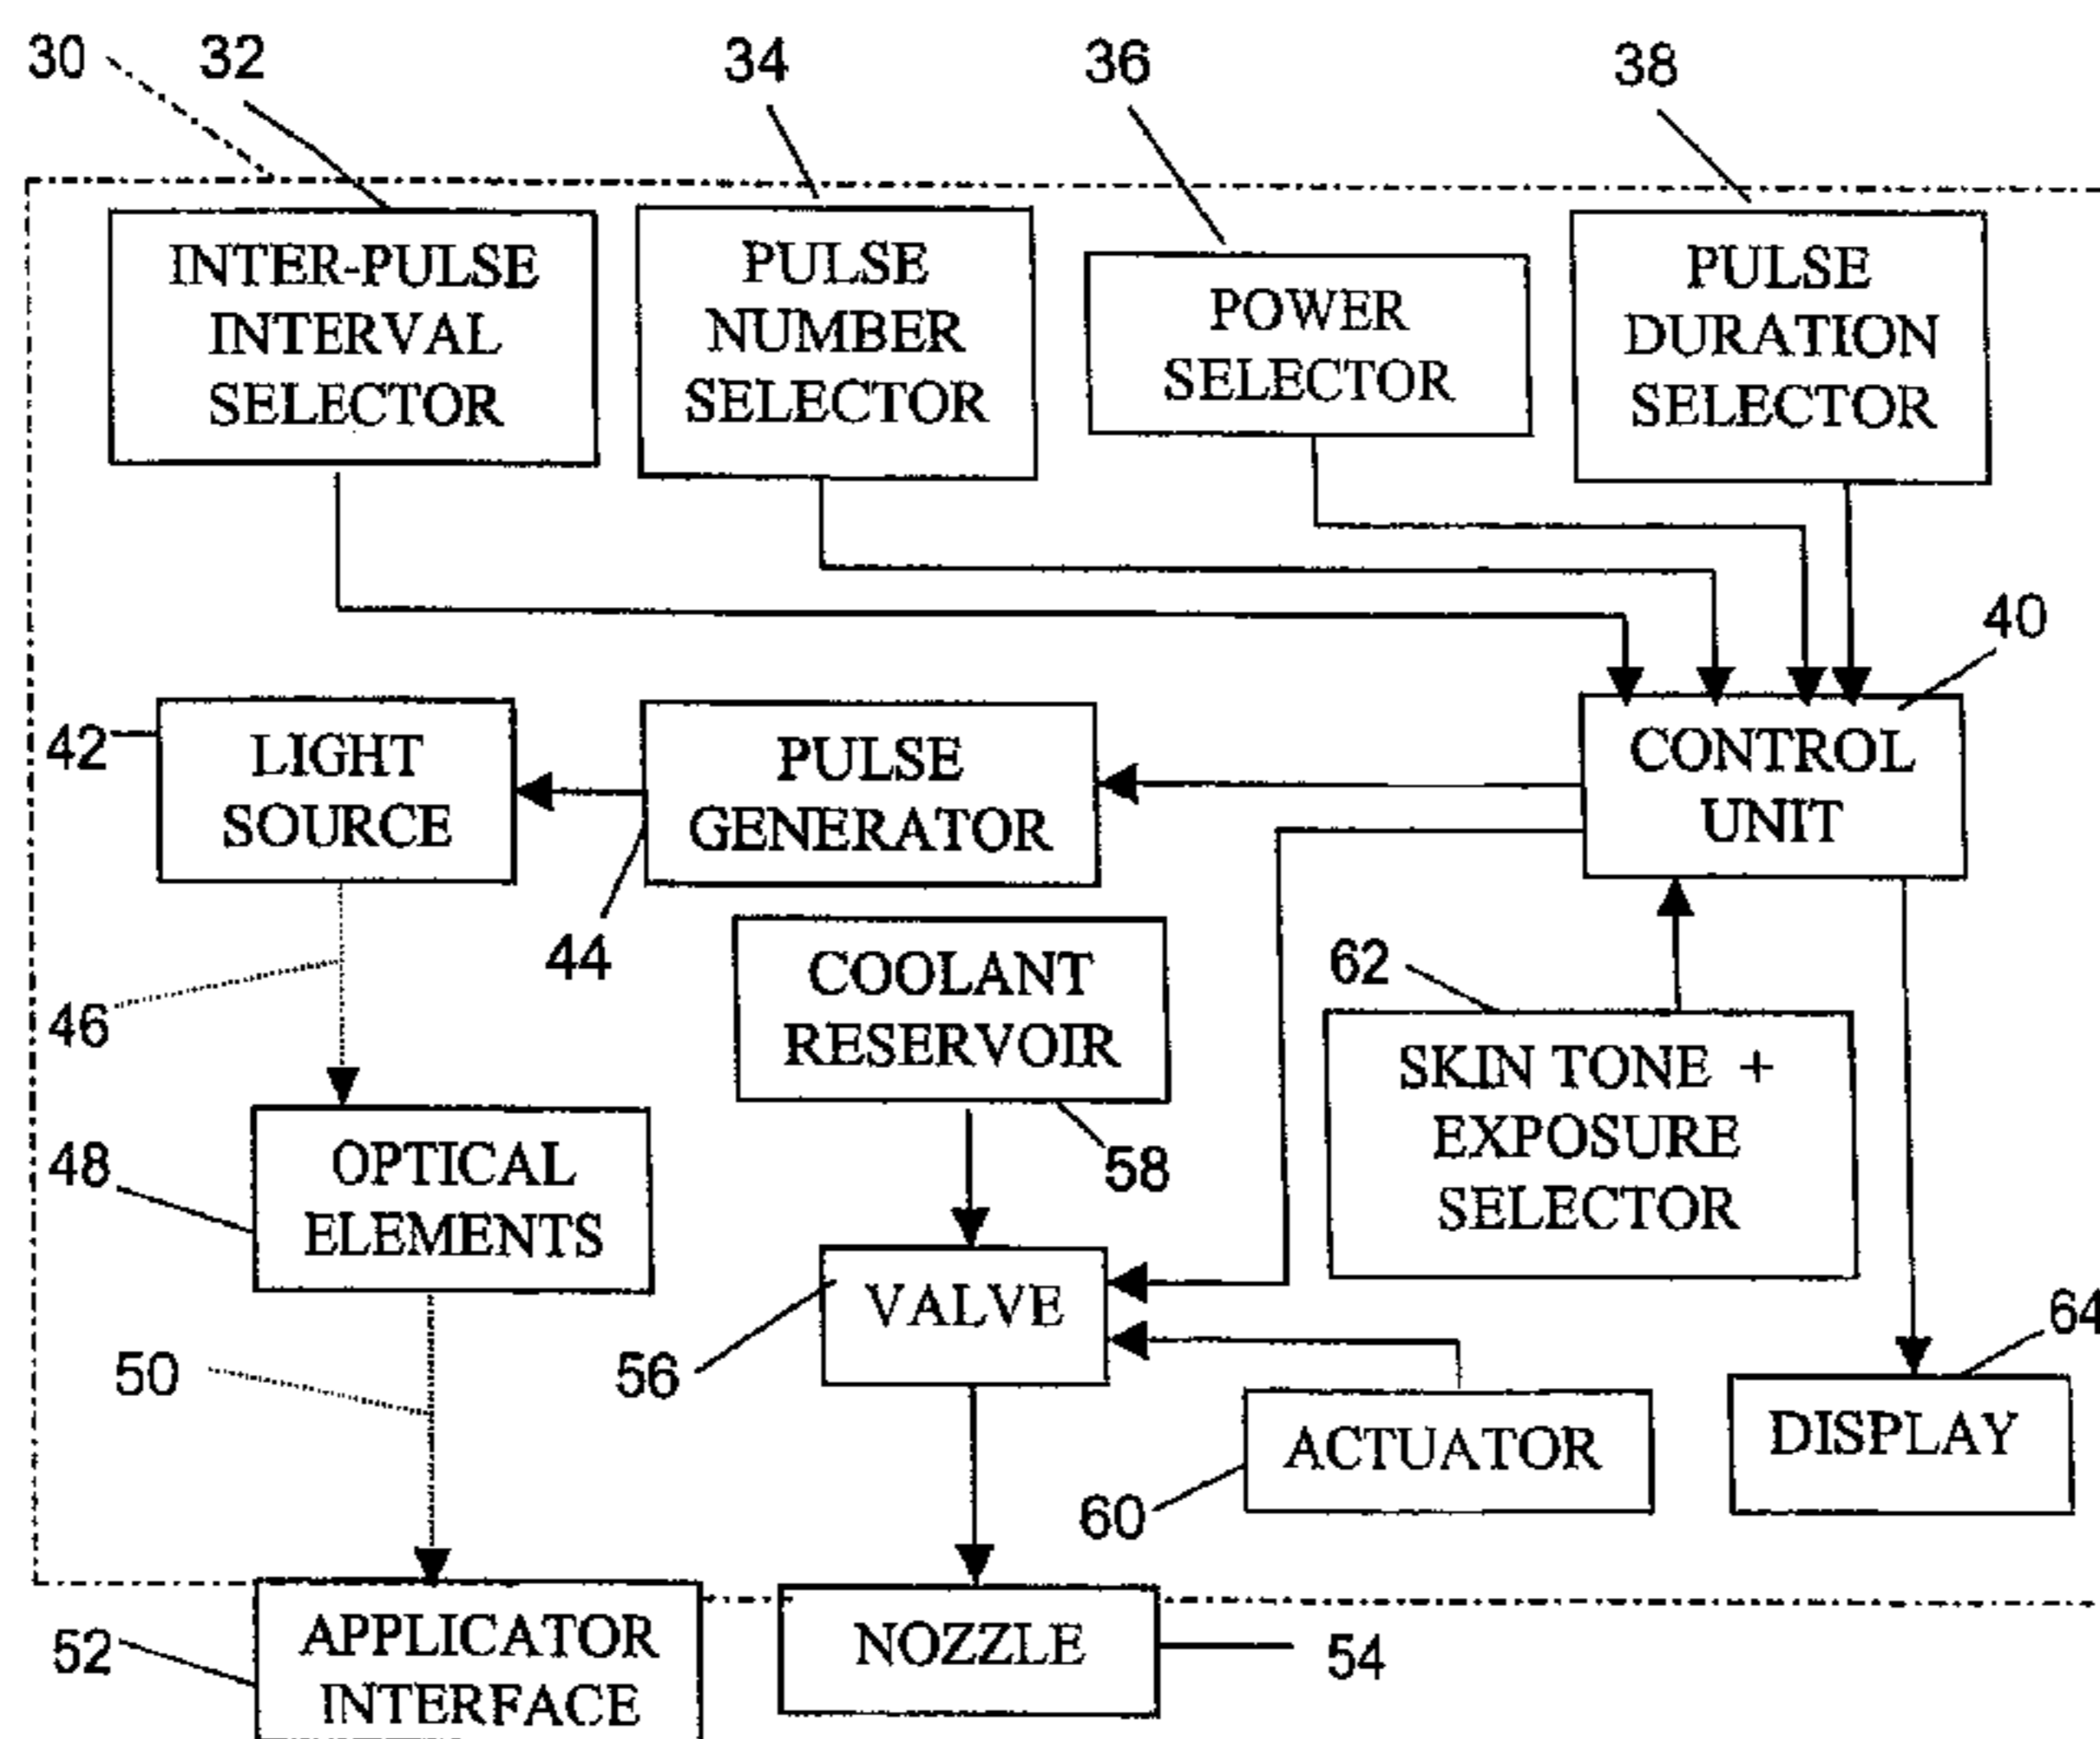 30
32
34
36
38
INTER-PULSE
INTERVAL
SELECTOR
PULSE
NUMBER
SELECTOR
POWER
SELECTOR
PULSE
DURATION
SELECTOR
40
42
LIGHT
SOURCE
PULSE
GENERATOR
CONTROL
UNIT
44
46
COOLANT
RESERVOIR
62
SKIN TONE +
EXPOSURE
SELECTOR
48
OPTICAL
ELEMENTS
58
50
56
VALVE
64
ACTUATOR
DISPLAY
60
52
APPLICATOR
INTERFACE
NOZZLE
54